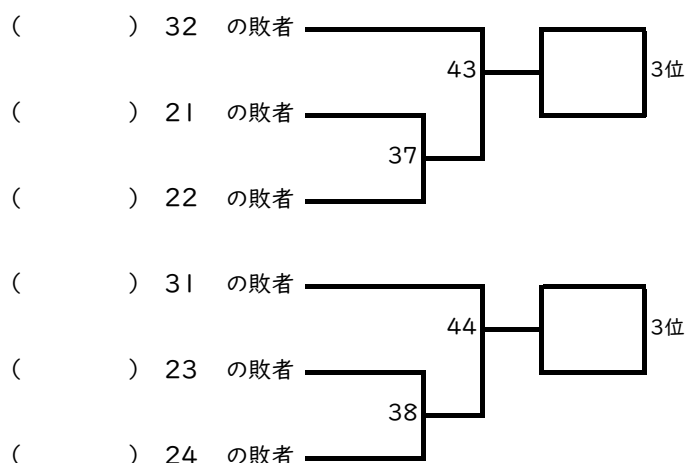 (　　　) 32 の敗者
43
3位
(　　　) 21 の敗者
37
(　　　) 22 の敗者
(　　　) 31 の敗者
44
3位
(　　　) 23 の敗者
38
(　　　) 24 の敗者